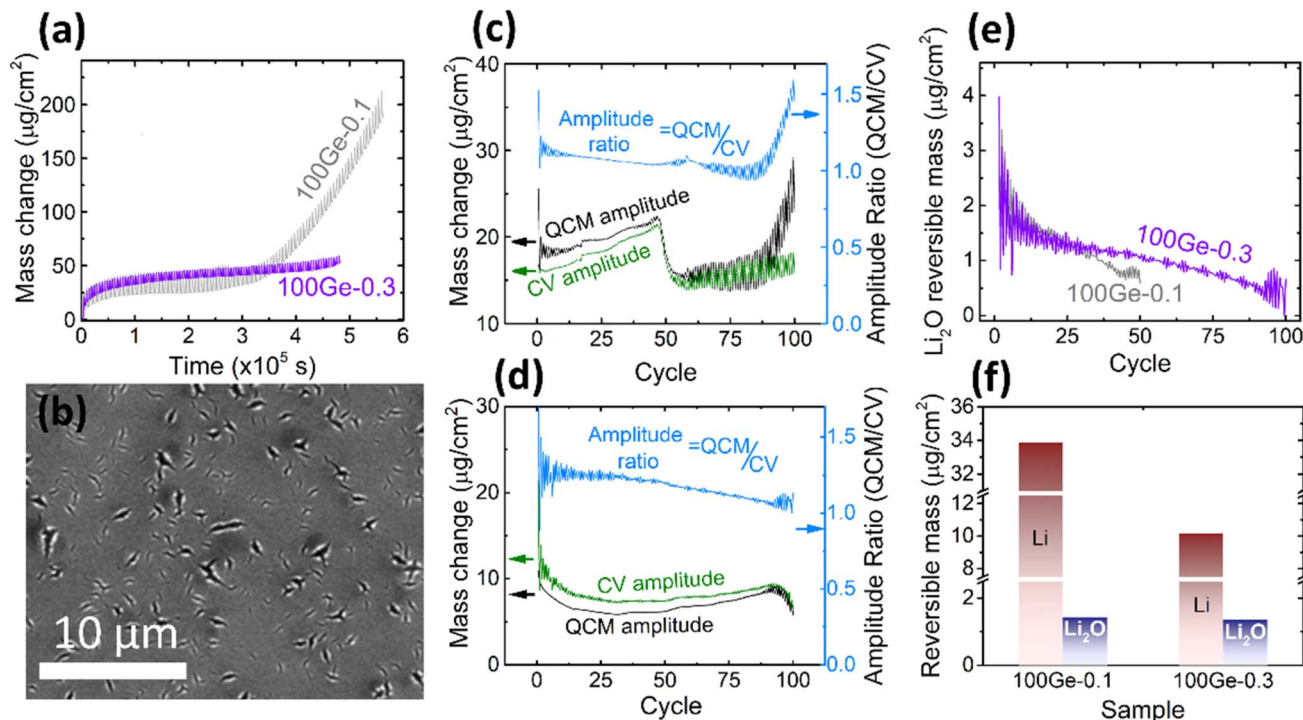 (a)
Mass change (μg/cm²)
200
150
100
50
0
100Ge-0.1
100Ge-0.3
0 1 2 3 4 5 6
Time (x10⁵ s)
(b)
10 μm
(c)
Mass change (μg/cm²)
40
30
20
10
Amplitude ratio =QCM/CV
QCM amplitude
CV amplitude
1.5
1.0
0.5
0.0
Amplitude Ratio (QCM/CV)
0 25 50 75 100
Cycle
(d)
Mass change (μg/cm²)
30
20
10
0
Amplitude ratio =QCM/CV
CV amplitude
QCM amplitude
1.5
1.0
0.5
0.0
Amplitude Ratio (QCM/CV)
0 25 50 75 100
Cycle
(e)
Li₂O reversible mass (μg/cm²)
4
3
2
1
0
100Ge-0.3
100Ge-0.1
0 25 50 75 100
Cycle
(f)
Reversible mass (μg/cm²)
36
34
32
12
10
8
2
0
Li
Li₂O
Li
Li₂O
100Ge-0.1 100Ge-0.3
Sample